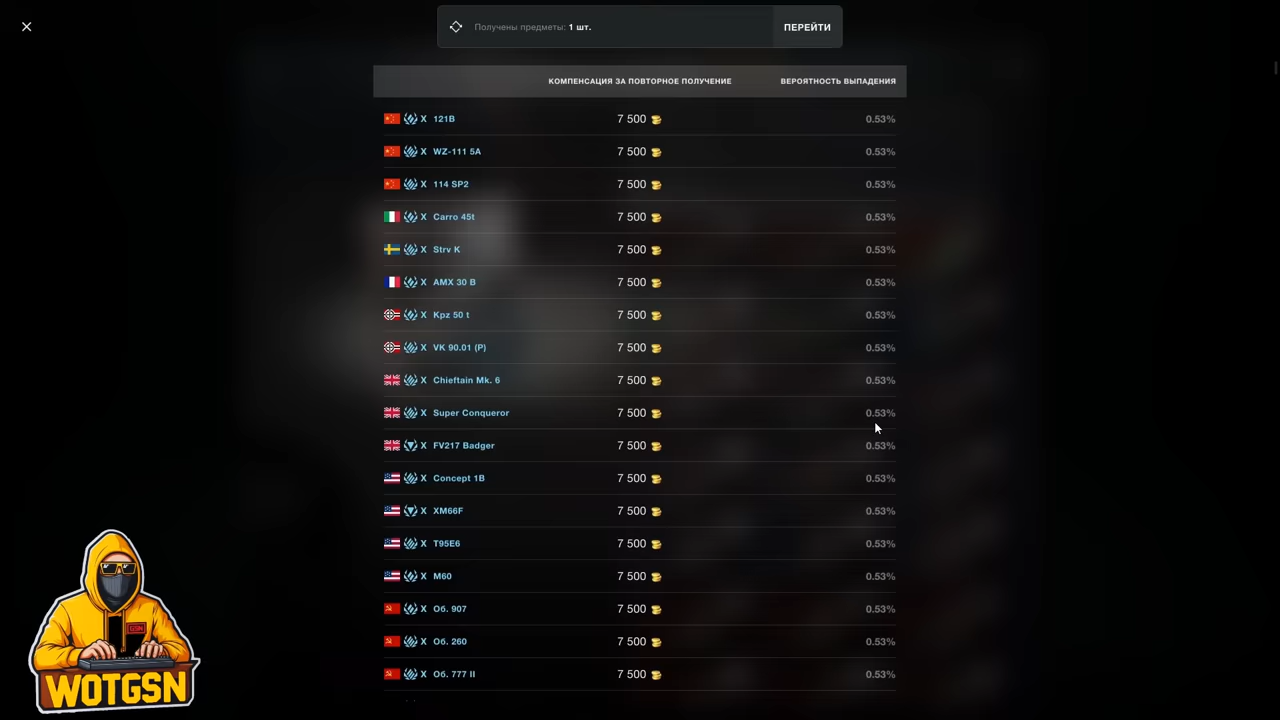 Получены предметы: 1 шт.
ПЕРЕЙТИ
КОМПЕНСАЦИЯ ЗА ПОВТОРНОЕ ПОЛУЧЕНИЕ ВЕРОЯТНОСТЬ ВЫПАДЕНИЯ
X 121B 7 500 0.53%
X WZ-111 5A 7 500 0.53%
X 114 SP2 7 500 0.53%
X Carro 45t 7 500 0.53%
X Strv K 7 500 0.53%
X AMX 30 B 7 500 0.53%
X Kpz 50 t 7 500 0.53%
X VK 90.01 (P) 7 500 0.53%
X Chieftain Mk. 6 7 500 0.53%
X Super Conqueror 7 500 0.53%
X FV217 Badger 7 500 0.53%
X Concept 1B 7 500 0.53%
X XM66F 7 500 0.53%
X T95E6 7 500 0.53%
X M60 7 500 0.53%
X Об. 907 7 500 0.53%
X Об. 260 7 500 0.53%
X Об. 777 II 7 500 0.53%
GSN
WOTGSN